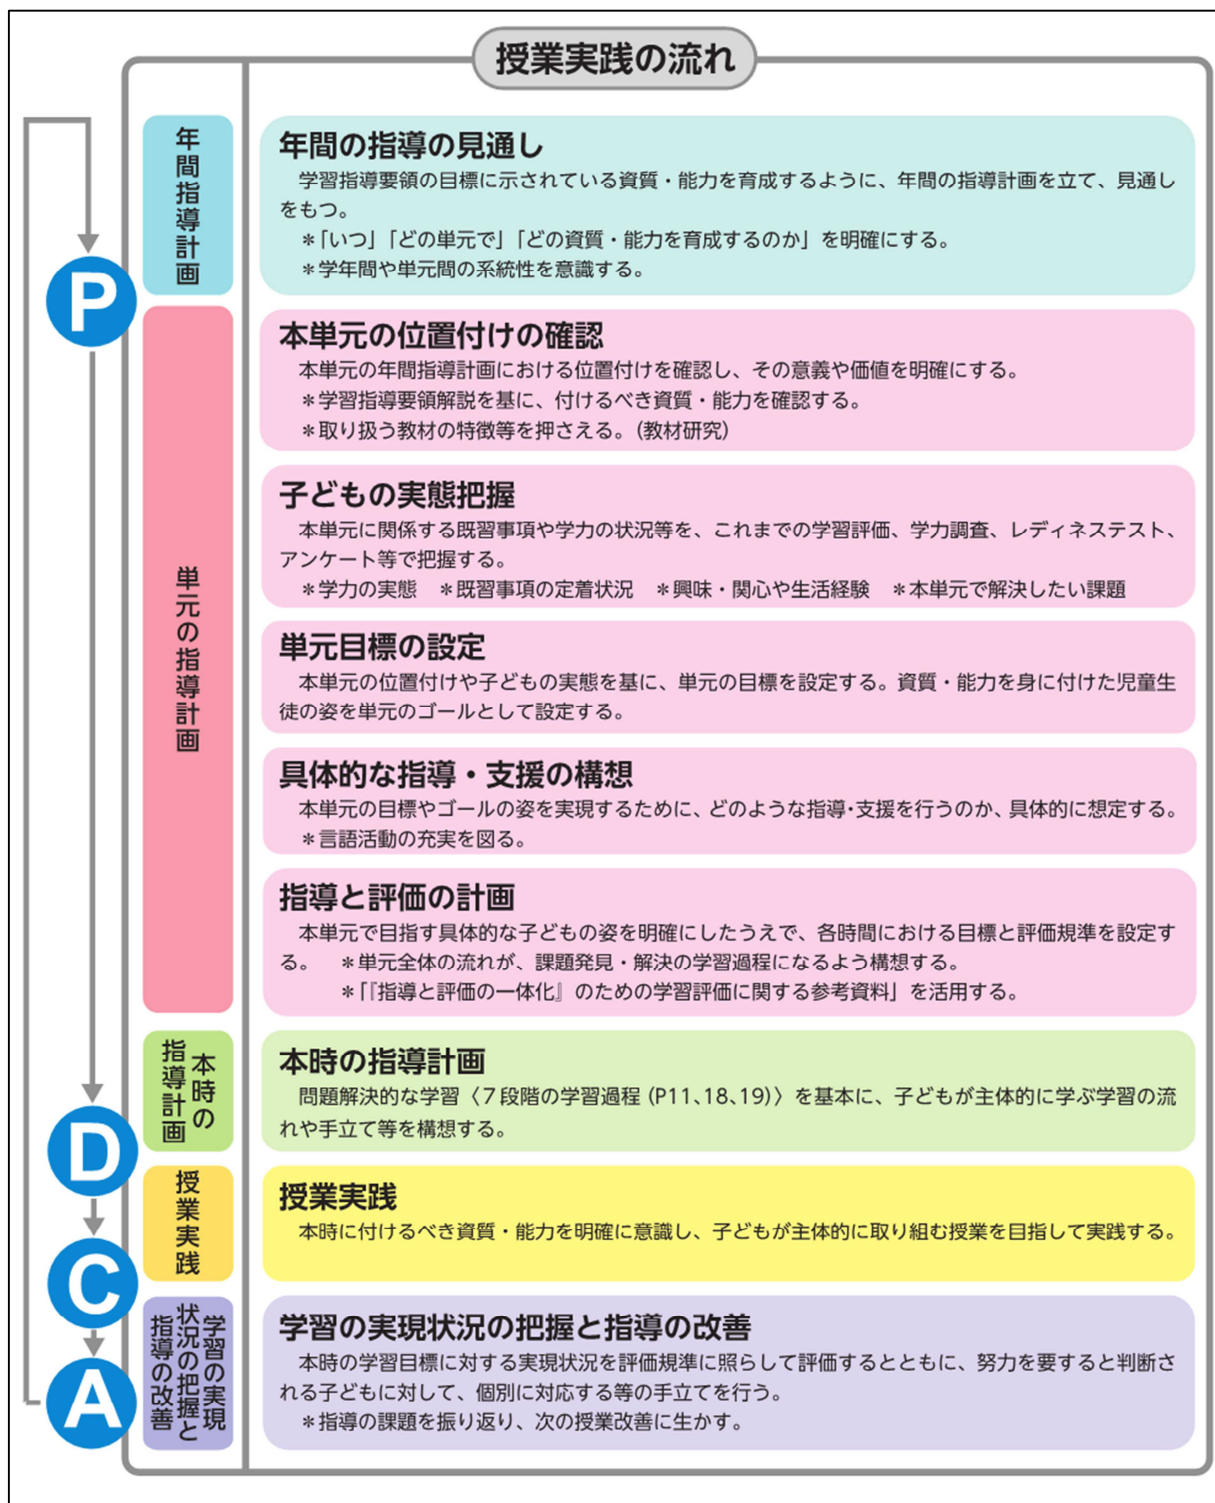 授業実践の流れ
年間指導計画
年間の指導の見通し
学習指導要領の目標に示されている資質・能力を育成するように、年間の指導計画を立て、見通し
をもつ。
＊「いつ」「どの単元で」「どの資質・能力を育成するのか」を明確にする。
＊学年間や単元間の系統性を意識する。
P
単元の指導計画
本単元の位置付けの確認
本単元の年間指導計画における位置付けを確認し、その意義や価値を明確にする。
＊学習指導要領解説を基に、付けるべき資質・能力を確認する。
＊取り扱う教材の特徴等を押さえる。（教材研究）
子どもの実態把握
本単元に関係する既習事項や学力の状況等を、これまでの学習評価、学力調査、レディネステスト、
アンケート等で把握する。
＊学力の実態　＊既習事項の定着状況　＊興味・関心や生活経験　＊本単元で解決したい課題
単元目標の設定
本単元の位置付けや子どもの実態を基に、単元の目標を設定する。資質・能力を身に付けた児童生
徒の姿を単元のゴールとして設定する。
具体的な指導・支援の構想
本単元の目標やゴールの姿を実現するために、どのような指導・支援を行うのか、具体的に想定する。
＊言語活動の充実を図る。
指導と評価の計画
本単元で目指す具体的な子どもの姿を明確にしたうえで、各時間における目標と評価規準を設定す
る。　＊単元全体の流れが、課題発見・解決の学習過程になるよう構想する。
＊「『指導と評価の一体化』のための学習評価に関する参考資料」を活用する。
本時の
指導計画
本時の指導計画
問題解決的な学習〈７段階の学習過程（P11、18、19）〉を基本に、子どもが主体的に学ぶ学習の流
れや手立て等を構想する。
D
授業実践
授業実践
本時に付けるべき資質・能力を明確に意識し、子どもが主体的に取り組む授業を目指して実践する。
C
学習の実現
状況の把握と
指導の改善
学習の実現状況の把握と指導の改善
本時の学習目標に対する実現状況を評価規準に照らして評価するとともに、努力を要すると判断さ
れる子どもに対して、個別に対応する等の手立てを行う。
＊指導の課題を振り返り、次の授業改善に生かす。
A